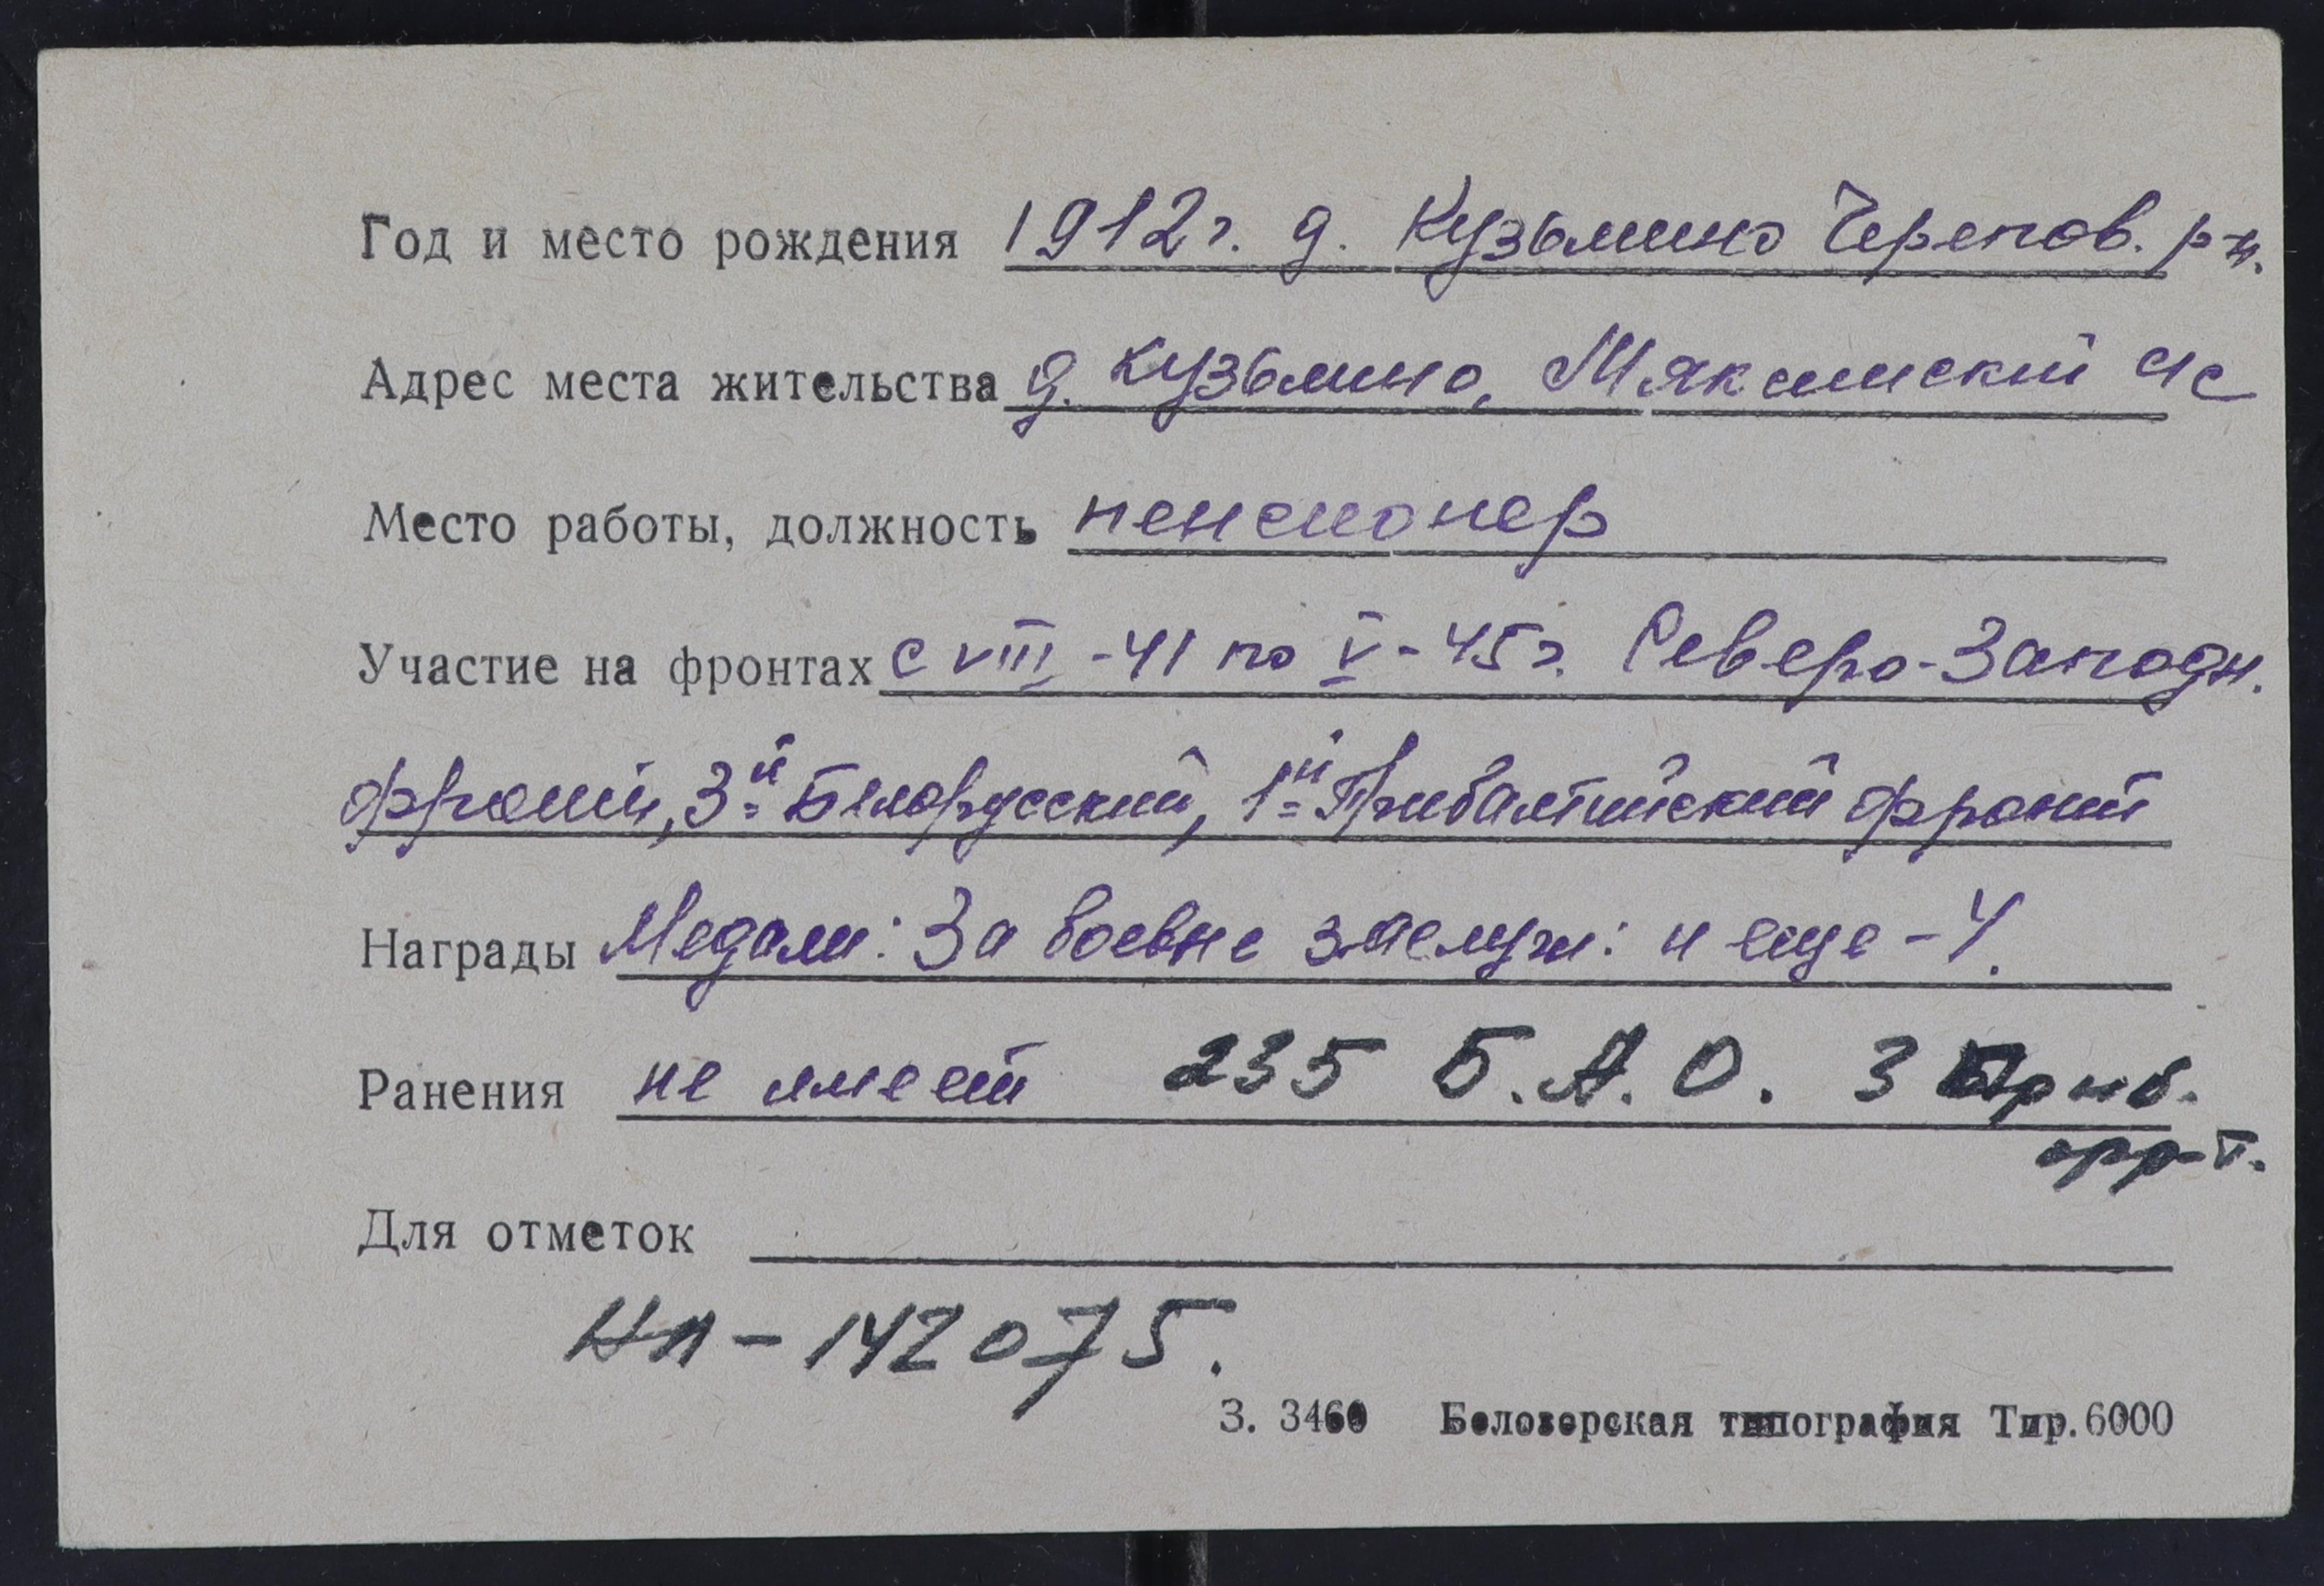 Год и место рождения 1912 г. д. Кузьмино Черепов. р-н.
Адрес места жительства д. Кузьмино, Мяксинский с/с
Место работы, должность пенсионер
Участие на фронтах с VIII-41 по V-45 г. Северо-Западн.
фронт, 3й Белорусский, 1й Прибалтийский фронт
Награды Медали: За боевые заслуги: и еще - 4.
Ранения не имеет 235 Б.А.О. 3 Приб.
фр-т.
Для отметок
НЛ-142075.
З. 3460 Белозерская типография Тир. 6000